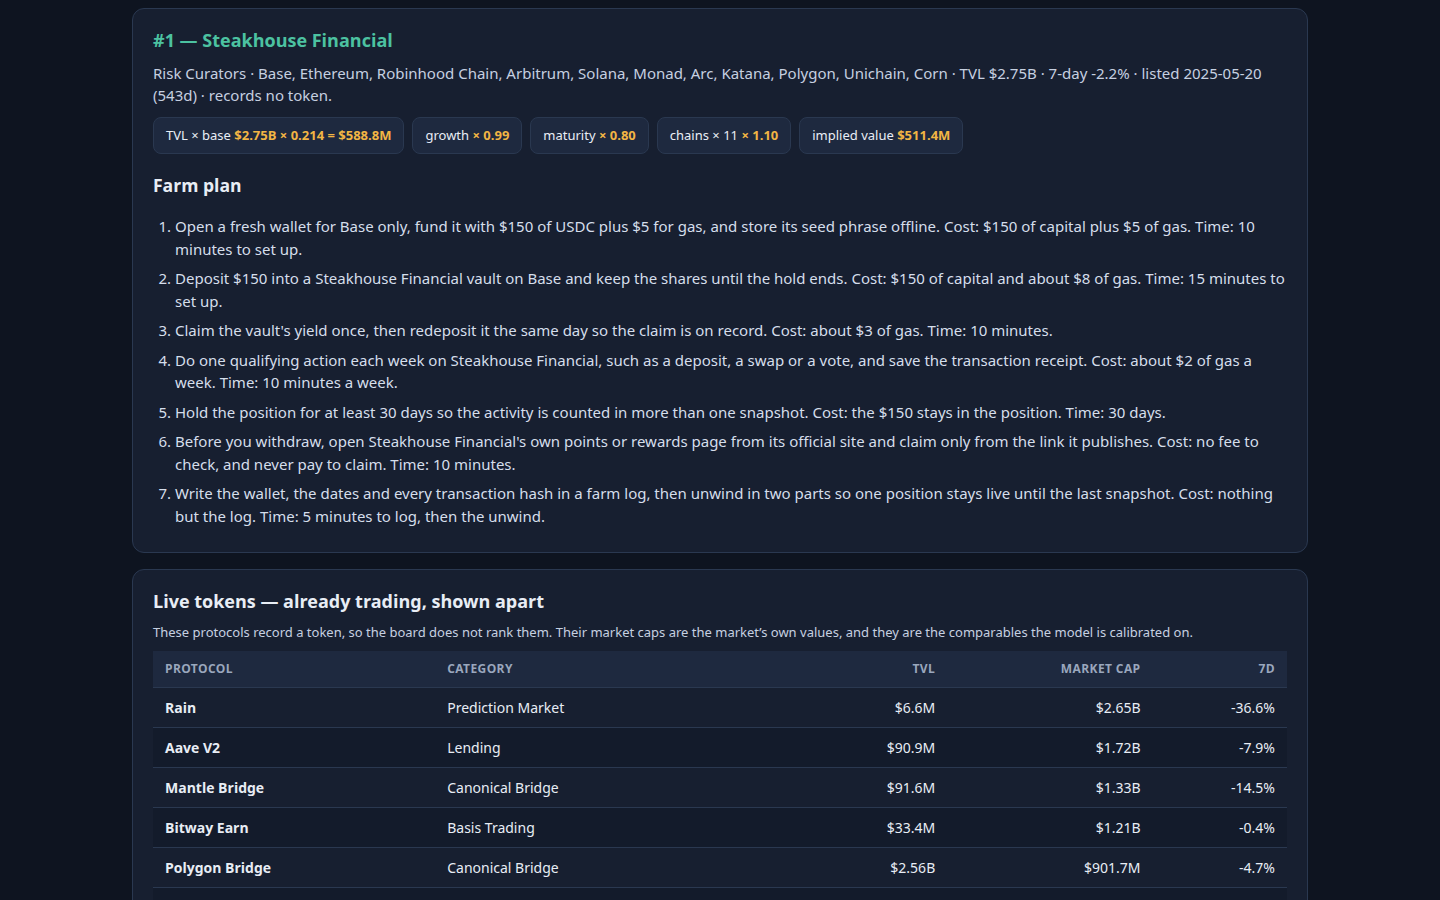 #1 — Steakhouse Financial
Risk Curators · Base, Ethereum, Robinhood Chain, Arbitrum, Solana, Monad, Arc, Katana, Polygon, Unichain, Corn · TVL $2.75B · 7-day -2.2% · listed 2025-05-20
(543d) · records no token.
TVL × base $2.75B × 0.214 = $588.8M growth × 0.99 maturity × 0.80 chains × 11 × 1.10 implied value $511.4M
Farm plan
1. Open a fresh wallet for Base only, fund it with $150 of USDC plus $5 for gas, and store its seed phrase offline. Cost: $150 of capital plus $5 of gas. Time: 10
minutes to set up.
2. Deposit $150 into a Steakhouse Financial vault on Base and keep the shares until the hold ends. Cost: $150 of capital and about $8 of gas. Time: 15 minutes to
set up.
3. Claim the vault's yield once, then redeposit it the same day so the claim is on record. Cost: about $3 of gas. Time: 10 minutes.
4. Do one qualifying action each week on Steakhouse Financial, such as a deposit, a swap or a vote, and save the transaction receipt. Cost: about $2 of gas a
week. Time: 10 minutes a week.
5. Hold the position for at least 30 days so the activity is counted in more than one snapshot. Cost: the $150 stays in the position. Time: 30 days.
6. Before you withdraw, open Steakhouse Financial's own points or rewards page from its official site and claim only from the link it publishes. Cost: no fee to
check, and never pay to claim. Time: 10 minutes.
7. Write the wallet, the dates and every transaction hash in a farm log, then unwind in two parts so one position stays live until the last snapshot. Cost: nothing
but the log. Time: 5 minutes to log, then the unwind.
Live tokens — already trading, shown apart
These protocols record a token, so the board does not rank them. Their market caps are the market’s own values, and they are the comparables the model is calibrated on.
PROTOCOL CATEGORY TVL MARKET CAP 7D
Rain Prediction Market $6.6M $2.65B -36.6%
Aave V2 Lending $90.9M $1.72B -7.9%
Mantle Bridge Canonical Bridge $91.6M $1.33B -14.5%
Bitway Earn Basis Trading $33.4M $1.21B -0.4%
Polygon Bridge Canonical Bridge $2.56B $901.7M -4.7%